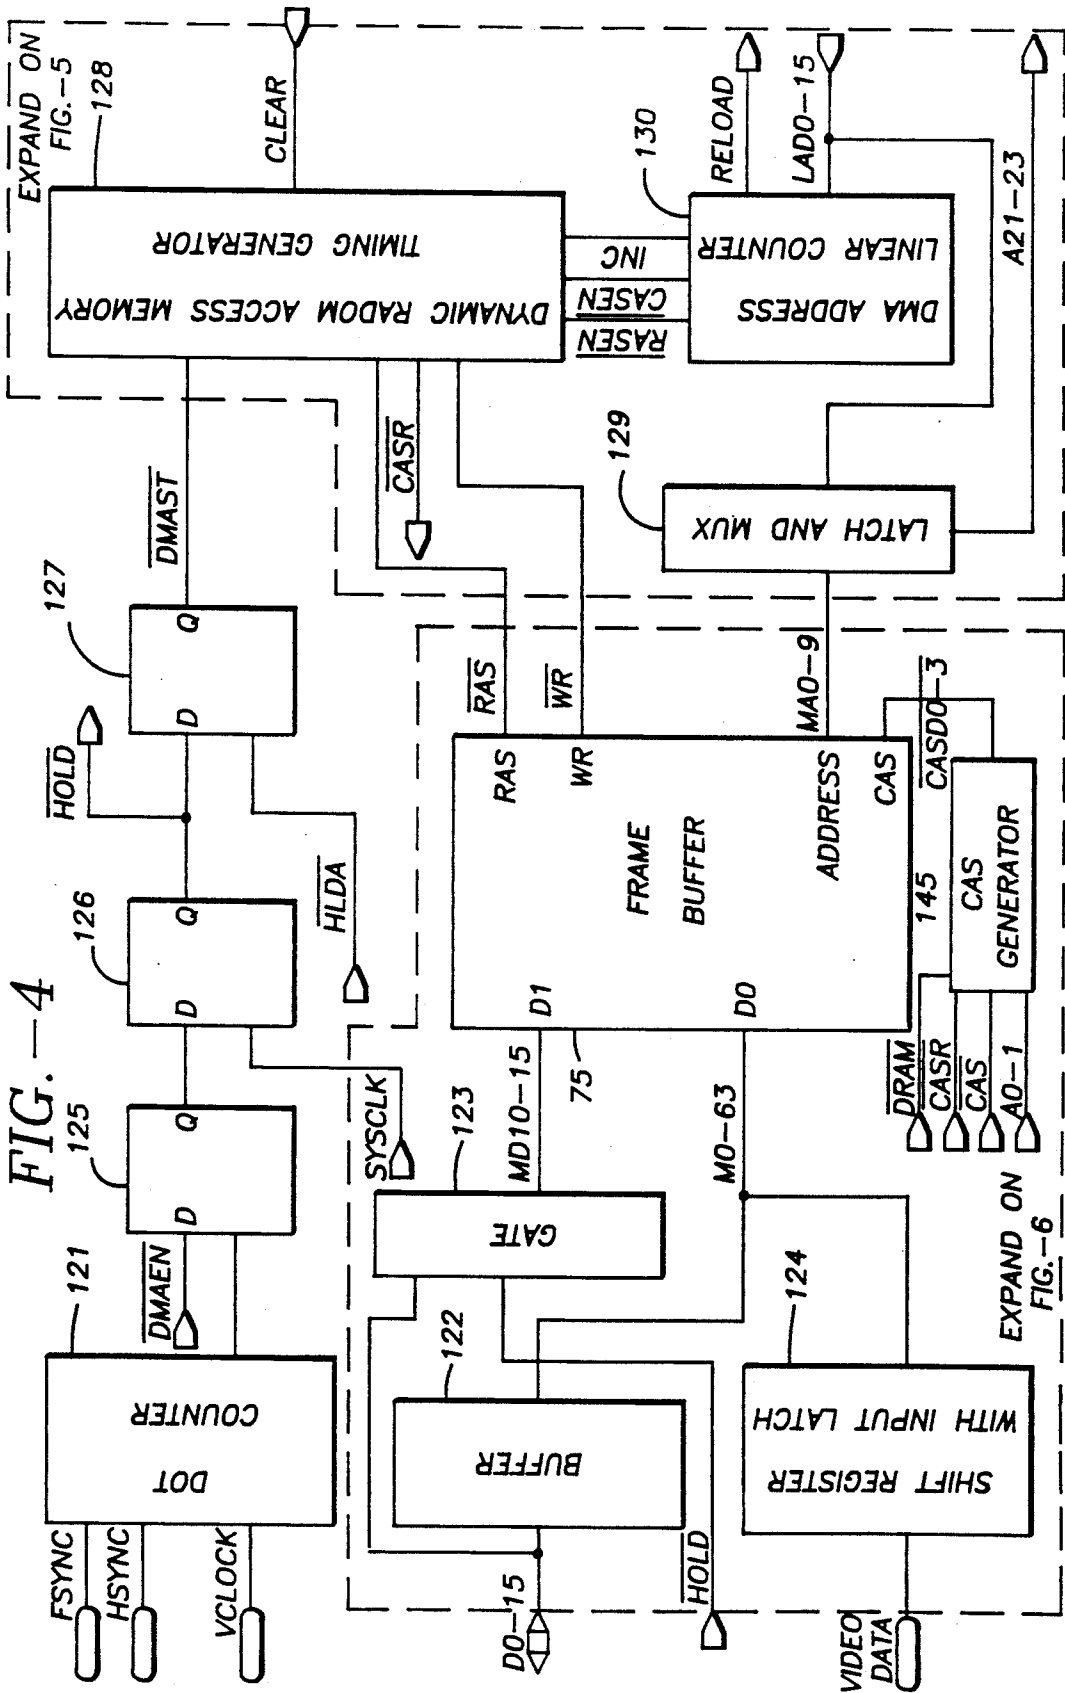 FIG.-4
FSYNC
HSYNC
VCLOCK
DOT
COUNTER
121
DMAEN
D
Q
125
SYSCLK
D
Q
126
HOLD
HLDA
D
Q
127
DMAST
EXPAND ON
FIG.-5
128
DYNAMIC RADOM ACCESS MEMORY
TIMING GENERATOR
CLEAR
CASR
RASEN
CASEN
INC
130
DMA ADDRESS
LINEAR COUNTER
RELOAD
LAD0-15
A21-23
129
LATCH AND MUX
RAS
WR
MA0-9
D0-15
BUFFER
122
GATE
123
HOLD
MD10-15
75
D1
D0
RAS
WR
ADDRESS
CAS
FRAME
BUFFER
M0-63
VIDEO
DATA
SHIFT REGISTER
WITH INPUT LATCH
124
EXPAND ON
FIG.-6
DRAM
CASR
CAS
A0-1
145
CAS
GENERATOR
CASD0-3